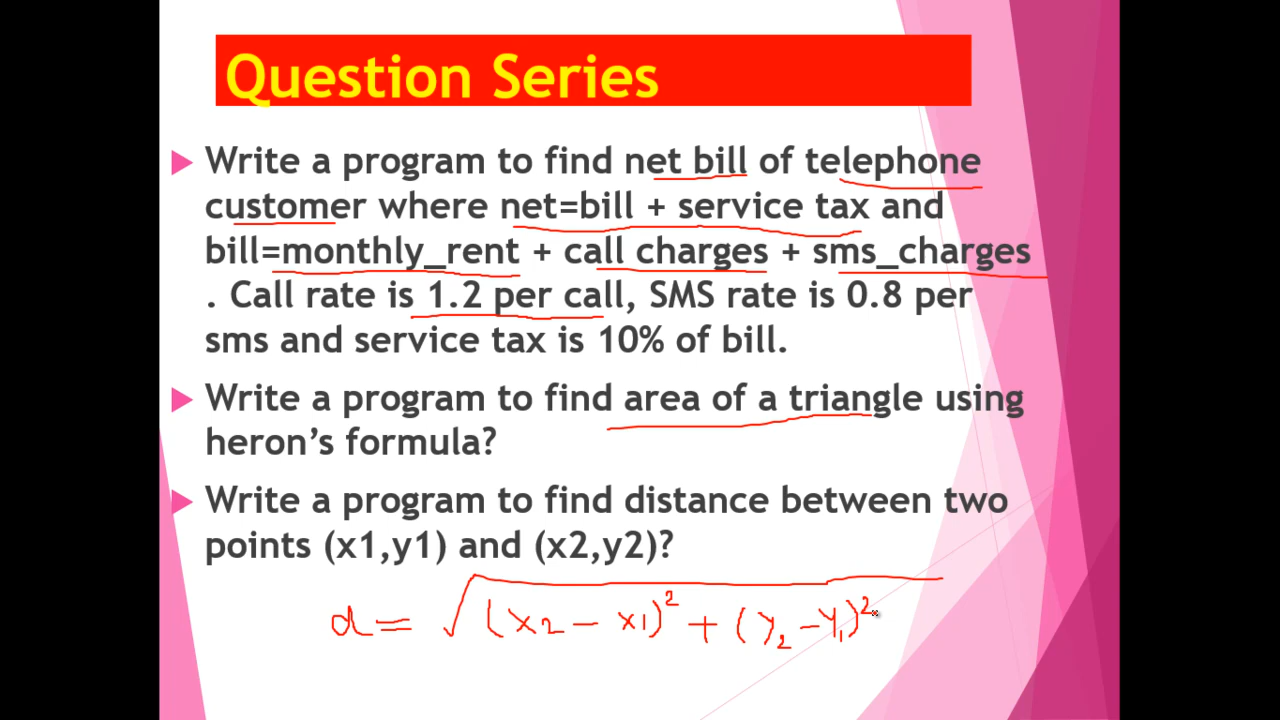 Question Series
Write a program to find net bill of telephone
customer where net=bill + service tax and
bill=monthly_rent + call charges + sms_charges
. Call rate is 1.2 per call, SMS rate is 0.8 per
sms and service tax is 10% of bill.
Write a program to find area of a triangle using
heron’s formula?
Write a program to find distance between two
points (x1,y1) and (x2,y2)?
d = √(x2 - x1)² + (y₂ - y₁)²